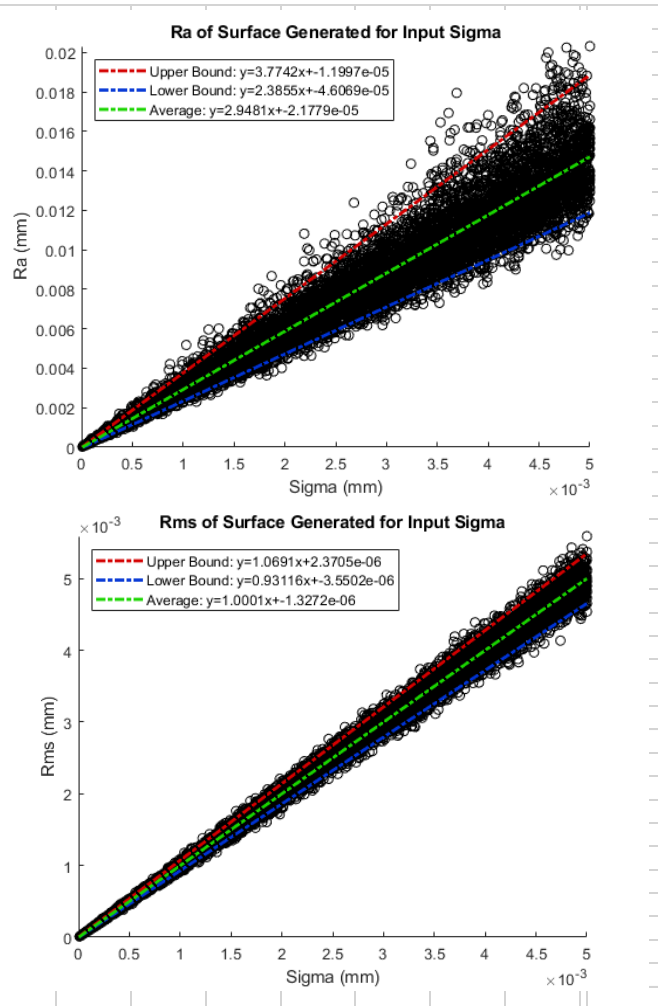 Ra of Surface Generated for Input Sigma
0.02
0.018
0.016
0.014
0.012
0.01
0.008
0.006
0.004
0.002
0
Ra (mm)
Upper Bound: y=3.7742x+-1.1997e-05
Lower Bound: y=2.3855x+-4.6069e-05
Average: y=2.9481x+-2.1779e-05
0 0.5 1 1.5 2 2.5 3 3.5 4 4.5 5
Sigma (mm)
×10⁻³
Rms of Surface Generated for Input Sigma
×10⁻³
5
4
3
2
1
0
Rms (mm)
Upper Bound: y=1.0691x+2.3705e-06
Lower Bound: y=0.93116x+-3.5502e-06
Average: y=1.0001x+-1.3272e-06
0 0.5 1 1.5 2 2.5 3 3.5 4 4.5 5
Sigma (mm)
×10⁻³